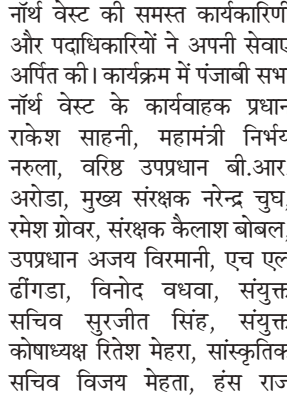 नॉर्थ वेस्ट की समस्त कार्यकारिणी
और पदाधिकारियों ने अपनी सेवाएं
अर्पित की। कार्यक्रम में पंजाबी सभा
नॉर्थ वेस्ट के कार्यवाहक प्रधान
राकेश साहनी, महामंत्री निर्भय
नरुला, वरिष्ठ उपप्रधान बी.आर.
अरोडा, मुख्य संरक्षक नरेन्द्र चुघ,
रमेश ग्रोवर, संरक्षक कैलाश बोबल,
उपप्रधान अजय विरमानी, एच एल
ढींगडा, विनोद वधवा, संयुक्त
सचिव सुरजीत सिंह, संयुक्त
कोषाध्यक्ष रितेश मेहरा, सांस्कृतिक
सचिव विजय मेहता, हंस राज